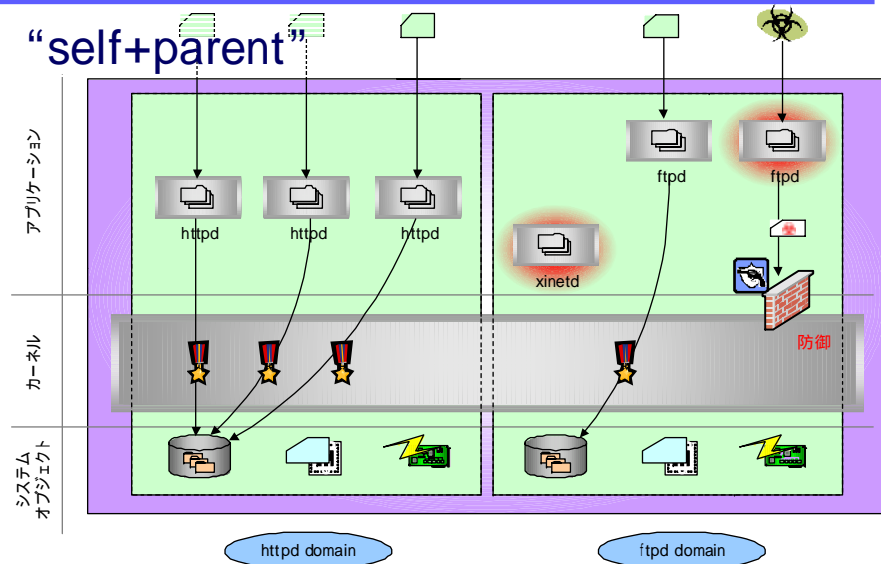 “self+parent”
アプリケーション
ftpd
ftpd
httpd
httpd
httpd
xinetd
カーネル
防御
システム
オブジェクト
httpd domain
ftpd domain